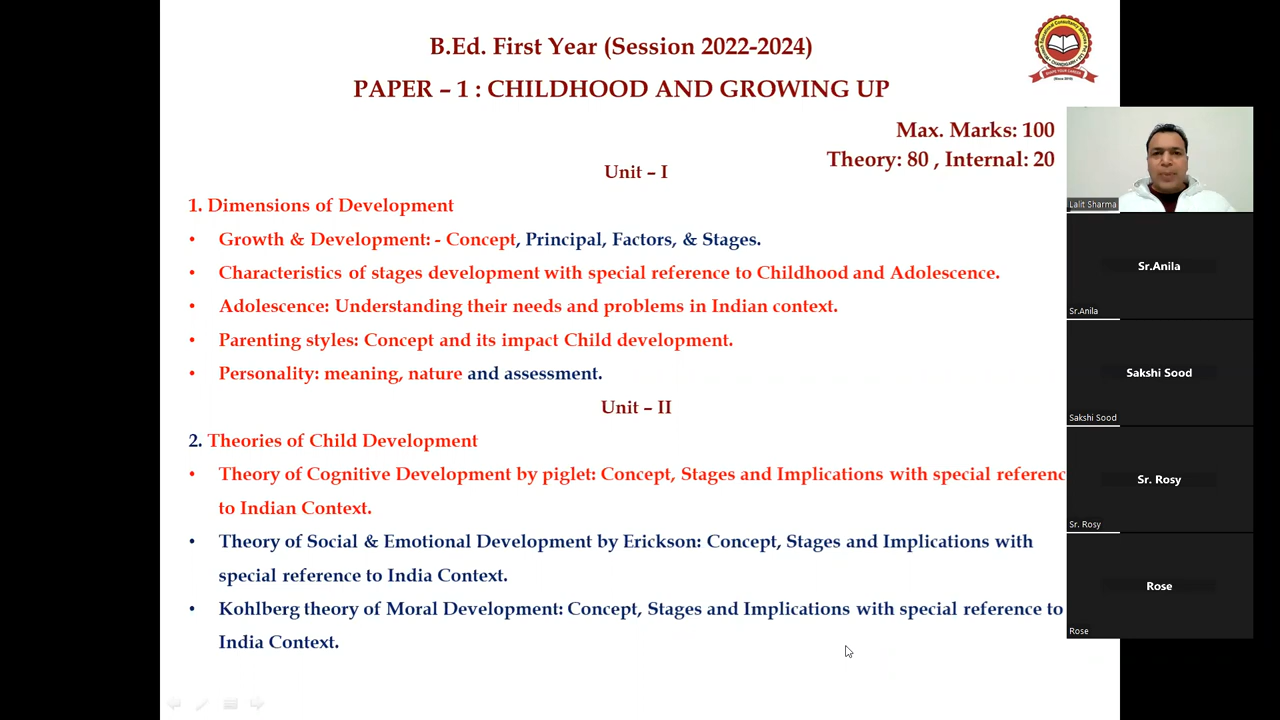 B.Ed. First Year (Session 2022-2024)
PAPER – 1 : CHILDHOOD AND GROWING UP
Max. Marks: 100
Theory: 80 , Internal: 20
Unit – I
1. Dimensions of Development
• Growth & Development: - Concept, Principal, Factors, & Stages.
• Characteristics of stages development with special reference to Childhood and Adolescence.
• Adolescence: Understanding their needs and problems in Indian context.
• Parenting styles: Concept and its impact Child development.
• Personality: meaning, nature and assessment.
Unit – II
2. Theories of Child Development
• Theory of Cognitive Development by piglet: Concept, Stages and Implications with special referenc
to Indian Context.
• Theory of Social & Emotional Development by Erickson: Concept, Stages and Implications with
special reference to India Context.
• Kohlberg theory of Moral Development: Concept, Stages and Implications with special reference to
India Context.
Lalit Sharma
Sr.Anila
Sr.Anila
Sakshi Sood
Sakshi Sood
Sr. Rosy
Sr. Rosy
Rose
Rose